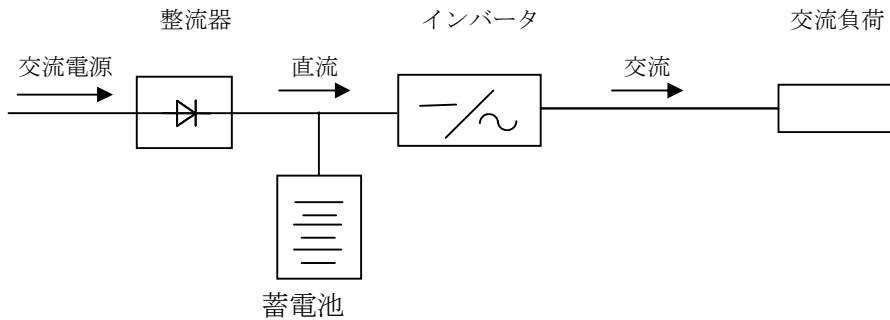 整流器
インバータ
交流負荷
交流電源
直流
交流
蓄電池